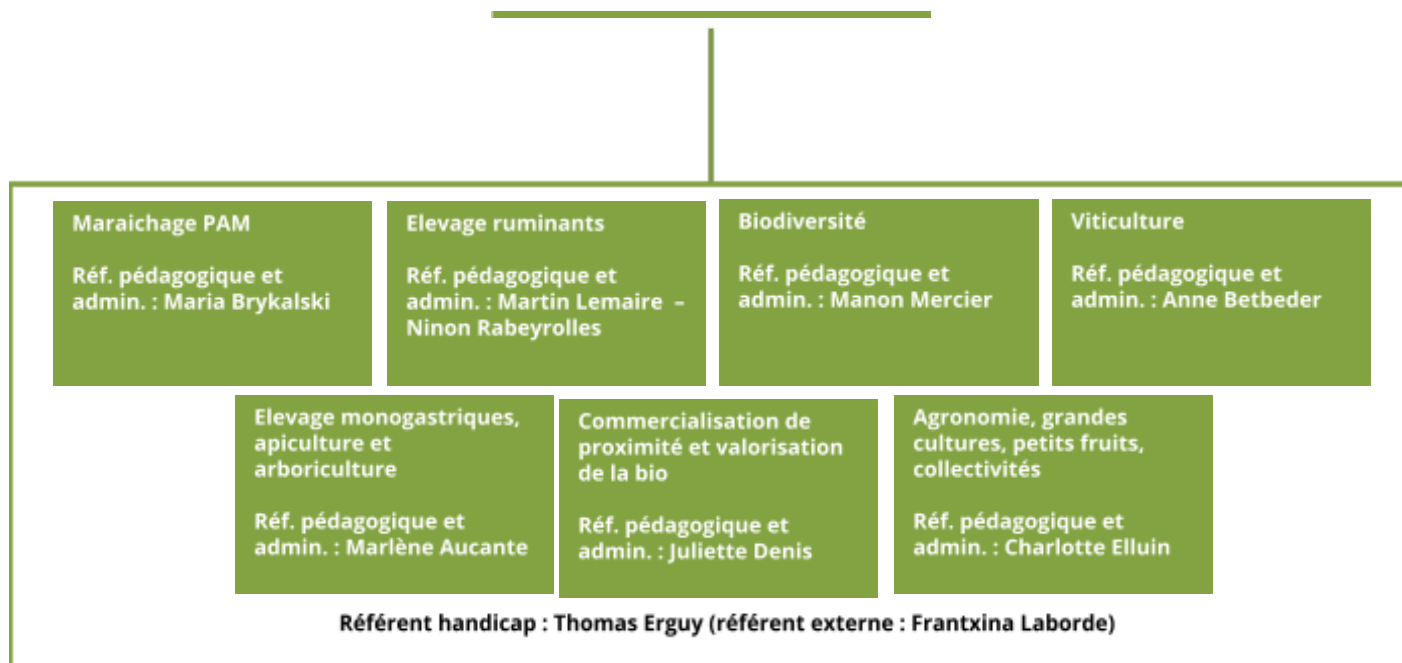 Maraichage PAM
Réf. pédagogique et
admin. : Maria Brykalski
Elevage ruminants
Réf. pédagogique et
admin. : Martin Lemaire –
Ninon Rabeyrolles
Biodiversité
Réf. pédagogique et
admin. : Manon Mercier
Viticulture
Réf. pédagogique et
admin. : Anne Betbeder
Elevage monogastriques,
apiculture et
arboriculture
Réf. pédagogique et
admin. : Marlène Aucante
Commercialisation de
proximité et valorisation
de la bio
Réf. pédagogique et
admin. : Juliette Denis
Agronomie, grandes
cultures, petits fruits,
collectivités
Réf. pédagogique et
admin. : Charlotte Elluin
Référent handicap : Thomas Erguy (référent externe : Frantxina Laborde)